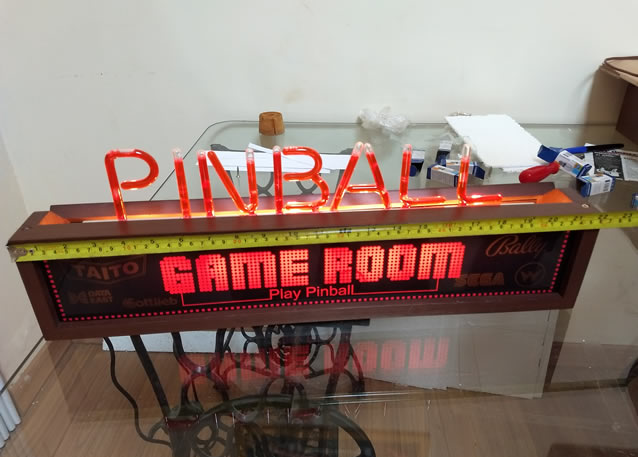 PINBALL
GAME ROOM
Play Pinball
TAITO
DATA EAST
Gottlieb
Bally
SEGA
W